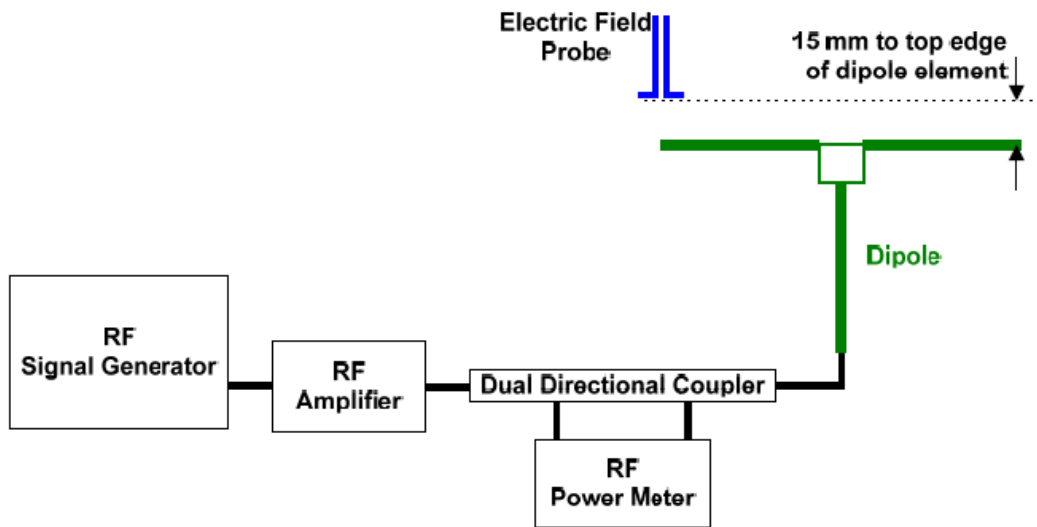 Electric Field
Probe
15 mm to top edge
of dipole element
Dipole
RF
Signal Generator
RF
Amplifier
Dual Directional Coupler
RF
Power Meter